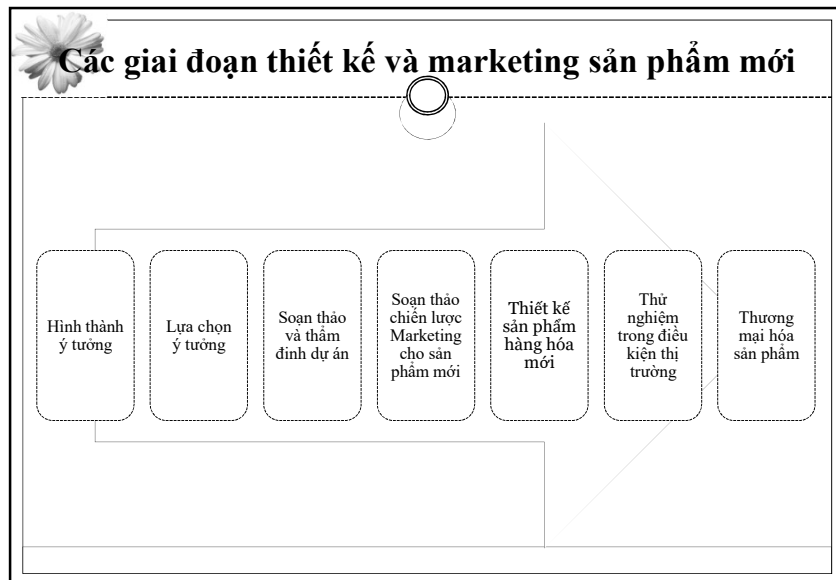 Các giai đoạn thiết kế và marketing sản phẩm mới
Hình thành
ý tưởng
Lựa chọn
ý tưởng
Soạn thảo
và thẩm
đinh dự án
Soạn thảo
chiến lược
Marketing
cho sản
phẩm mới
Thiết kế
sản phẩm
hàng hóa
mới
Thử
nghiệm
trong điều
kiện thị
trường
Thương
mại hóa
sản phẩm